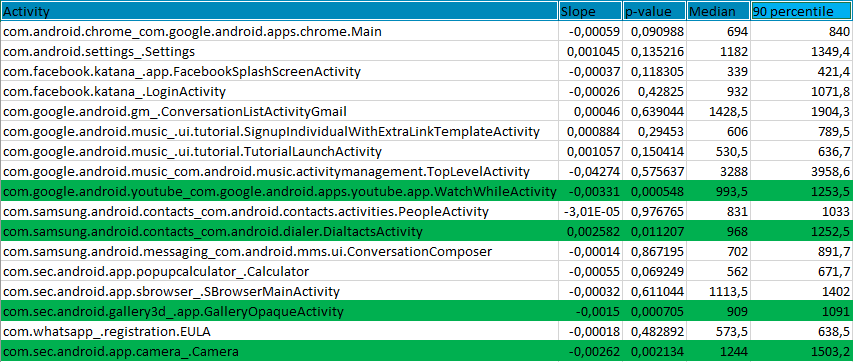 Activity Slope p-value Median 90 percentile
com.android.chrome_com.google.android.apps.chrome.Main -0,00059 0,090988 694 840
com.android.settings_.Settings 0,001045 0,135216 1182 1349,4
com.facebook.katana_.app.FacebookSplashScreenActivity -0,00037 0,118305 339 421,4
com.facebook.katana_.LoginActivity -0,00026 0,42825 932 1071,8
com.google.android.gm_.ConversationListActivityGmail 0,00046 0,639044 1428,5 1904,3
com.google.android.music_.ui.tutorial.SignupIndividualWithExtraLinkTemplateActivity 0,000884 0,29453 606 789,5
com.google.android.music_.ui.tutorial.TutorialLaunchActivity 0,001057 0,150414 530,5 636,7
com.google.android.music_com.android.music.activitymanagement.TopLevelActivity -0,04274 0,575637 3288 3958,6
com.google.android.youtube_com.google.android.apps.youtube.app.WatchWhileActivity -0,00331 0,000548 993,5 1253,5
com.samsung.android.contacts_com.android.contacts.activities.PeopleActivity -3,01E-05 0,976765 831 1033
com.samsung.android.contacts_com.android.dialer.DialtactsActivity 0,002582 0,011207 968 1252,5
com.samsung.android.messaging_com.android.mms.ui.ConversationComposer -0,00014 0,867195 702 891,7
com.sec.android.app.popupcalculator_.Calculator -0,00055 0,069249 562 671,7
com.sec.android.app.sbrowser_.SBrowserMainActivity -0,00032 0,611044 1113,5 1402
com.sec.android.gallery3d_.app.GalleryOpaqueActivity -0,0015 0,000705 909 1091
com.whatsapp_.registration.EULA -0,00018 0,482892 573,5 638,5
com.sec.android.app.camera_.Camera -0,00262 0,002134 1244 1503,2